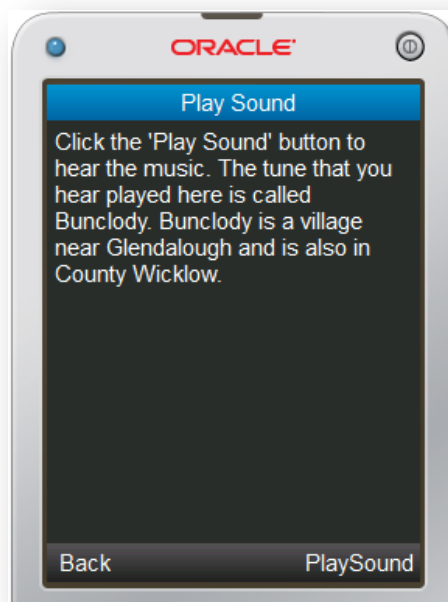 ORACLE
Play Sound
Click the 'Play Sound' button to
hear the music. The tune that you
hear played here is called
Bunclody. Bunclody is a village
near Glendalough and is also in
County Wicklow.
Back PlaySound